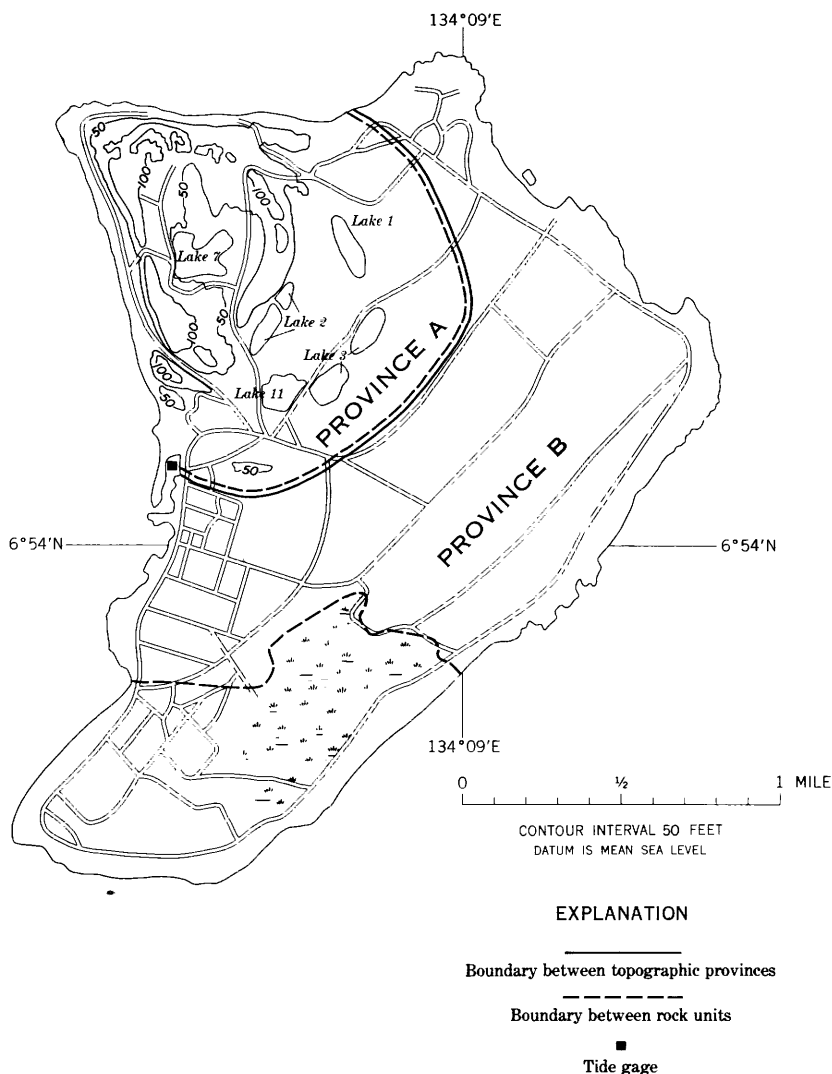 134°09'E
50
100
50
100
Lake 1
Lake 7
50
Lake 2
100
Lake 3
100
50
Lake 11
PROVINCE A
50
PROVINCE B
6°54'N
6°54'N
134°09'E
0 ½ 1 MILE
CONTOUR INTERVAL 50 FEET
DATUM IS MEAN SEA LEVEL
EXPLANATION
Boundary between topographic provinces
Boundary between rock units
Tide gage